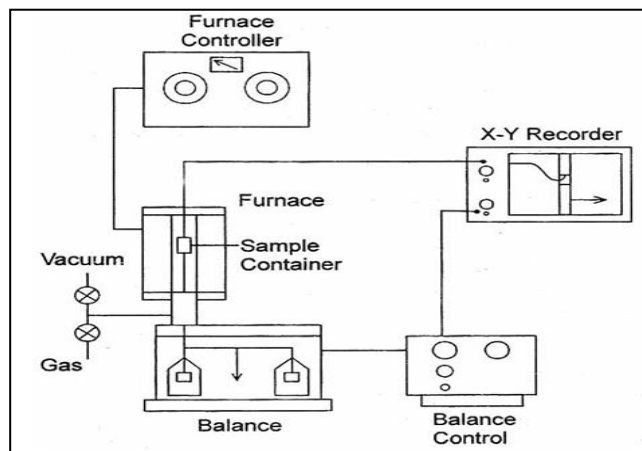 Furnace
Controller
X-Y Recorder
Furnace
Sample
Container
Vacuum
Gas
Balance
Balance
Control